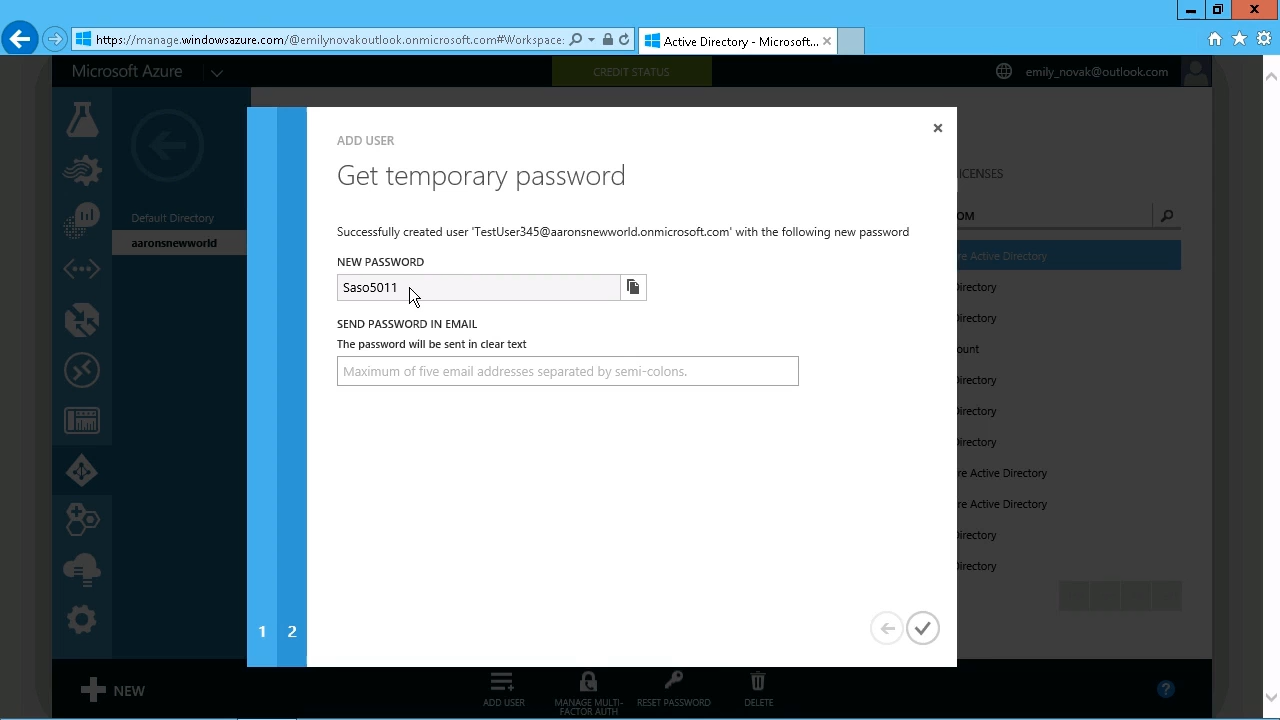 https://manage.windowsazure.com/@emilynovakoutlook.onmicrosoft.com#Workspace:
Active Directory - Microsoft...
Microsoft Azure
CREDIT STATUS
emily_novak@outlook.com
ADD USER
Get temporary password
ICENSES
Default Directory
OM
Successfully created user 'TestUser345@aaronsnewworld.onmicrosoft.com' with the following new password
aaronsnewworld
re Active Directory
NEW PASSWORD
Saso5011
Directory
SEND PASSWORD IN EMAIL
Directory
The password will be sent in clear text
ount
Maximum of five email addresses separated by semi-colons.
Directory
Directory
Directory
re Active Directory
re Active Directory
Directory
Directory
1 2
NEW
ADD USER
MANAGE MULTI-
FACTOR AUTH
RESET PASSWORD
DELETE
?